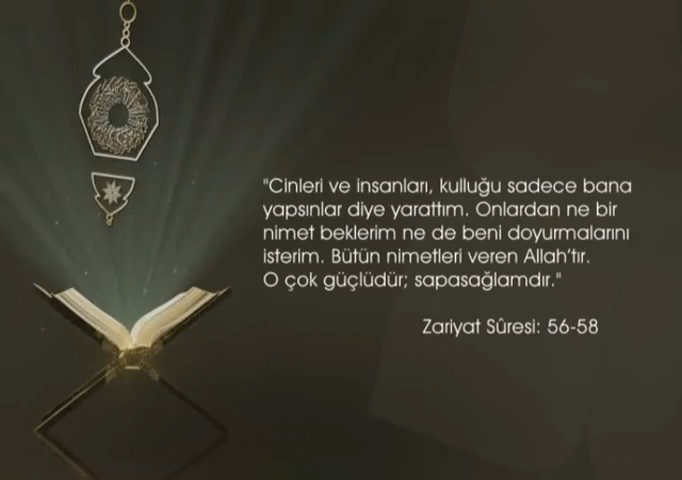 "Cinleri ve insanları, kulluğu sadece bana
yapsınlar diye yarattım. Onlardan ne bir
nimet beklerim ne de beni doyurmalarını
isterim. Bütün nimetleri veren Allah'tır.
O çok güçlüdür; sapasağlamdır."
Zariyat Sûresi: 56-58